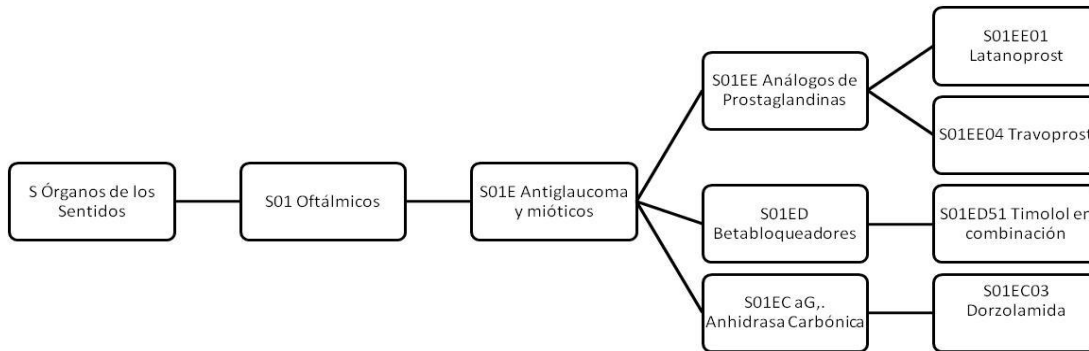 S Órganos de los
Sentidos
S01 Oftálmicos
S01E Antiglaucoma
y mióticos
S01EE Análogos de
Prostaglandinas
S01ED
Betabloqueadores
S01EC aG,.
Anhidrasa Carbónica
S01EE01
Latanoprost
S01EE04 Travoprost
S01ED51 Timolol en
combinación
S01EC03
Dorzolamida